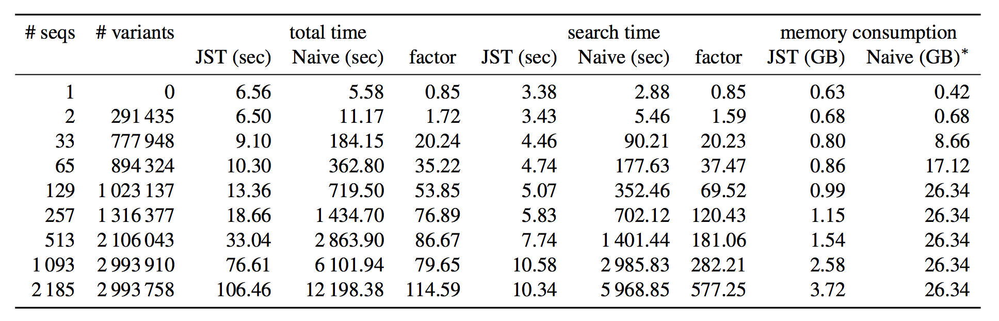 # seqs # variants total time search time memory consumption
JST (sec) Naive (sec) factor JST (sec) Naive (sec) factor JST (GB) Naive (GB)*
1 0 6.56 5.58 0.85 3.38 2.88 0.85 0.63 0.42
2 291 435 6.50 11.17 1.72 3.43 5.46 1.59 0.68 0.68
33 777 948 9.10 184.15 20.24 4.46 90.21 20.23 0.80 8.66
65 894 324 10.30 362.80 35.22 4.74 177.63 37.47 0.86 17.12
129 1 023 137 13.36 719.50 53.85 5.07 352.46 69.52 0.99 26.34
257 1 316 377 18.66 1 434.70 76.89 5.83 702.12 120.43 1.15 26.34
513 2 106 043 33.04 2 863.90 86.67 7.74 1 401.44 181.06 1.54 26.34
1 093 2 993 910 76.61 6 101.94 79.65 10.58 2 985.83 282.21 2.58 26.34
2 185 2 993 758 106.46 12 198.38 114.59 10.34 5 968.85 577.25 3.72 26.34